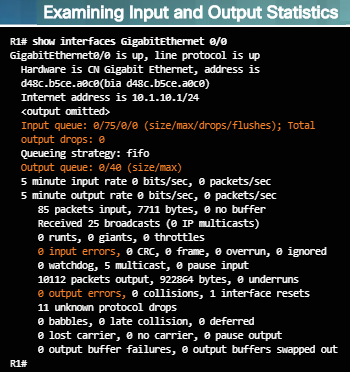 Examining Input and Output Statistics
R1# show interfaces GigabitEthernet 0/0
GigabitEthernet0/0 is up, line protocol is up
Hardware is CN Gigabit Ethernet, address is
d48c.b5ce.a0c0(bia d48c.b5ce.a0c0)
Internet address is 10.1.10.1/24
<output omitted>
Input queue: 0/75/0/0 (size/max/drops/flushes); Total
output drops: 0
Queueing strategy: fifo
Output queue: 0/40 (size/max)
5 minute input rate 0 bits/sec, 0 packets/sec
5 minute output rate 0 bits/sec, 0 packets/sec
85 packets input, 7711 bytes, 0 no buffer
Received 25 broadcasts (0 IP multicasts)
0 runts, 0 giants, 0 throttles
0 input errors, 0 CRC, 0 frame, 0 overrun, 0 ignored
0 watchdog, 5 multicast, 0 pause input
10112 packets output, 922864 bytes, 0 underruns
0 output errors, 0 collisions, 1 interface resets
11 unknown protocol drops
0 babbles, 0 late collision, 0 deferred
0 lost carrier, 0 no carrier, 0 pause output
0 output buffer failures, 0 output buffers swapped out
R1#